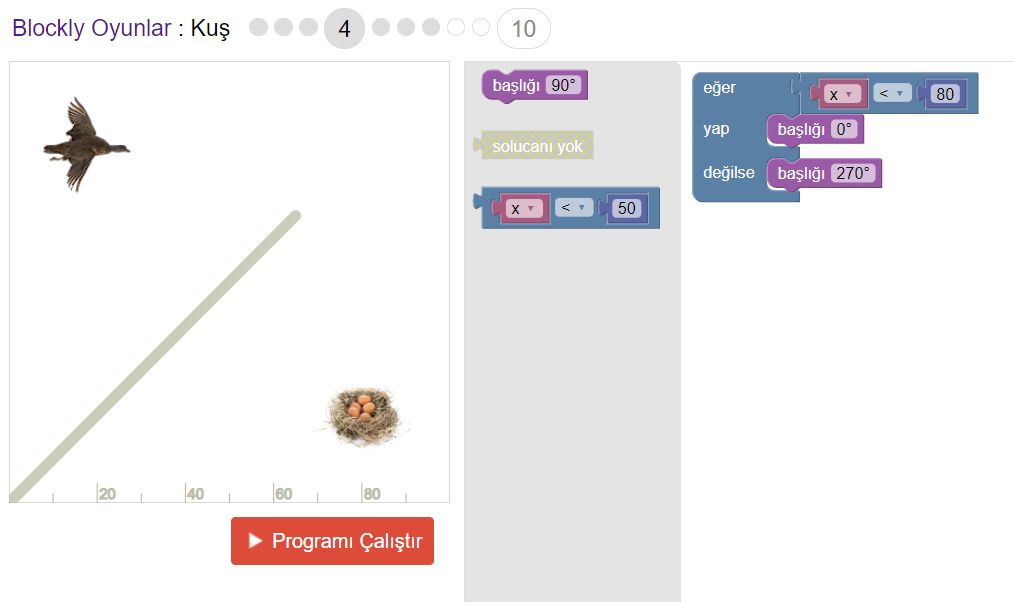 Blockly Oyunlar : Kuş 4 10
başlığı 90°
solucanı yok
x < 50
eğer x < 80
yap başlığı 0°
değilse başlığı 270°
20 40 60 80
Programı Çalıştır